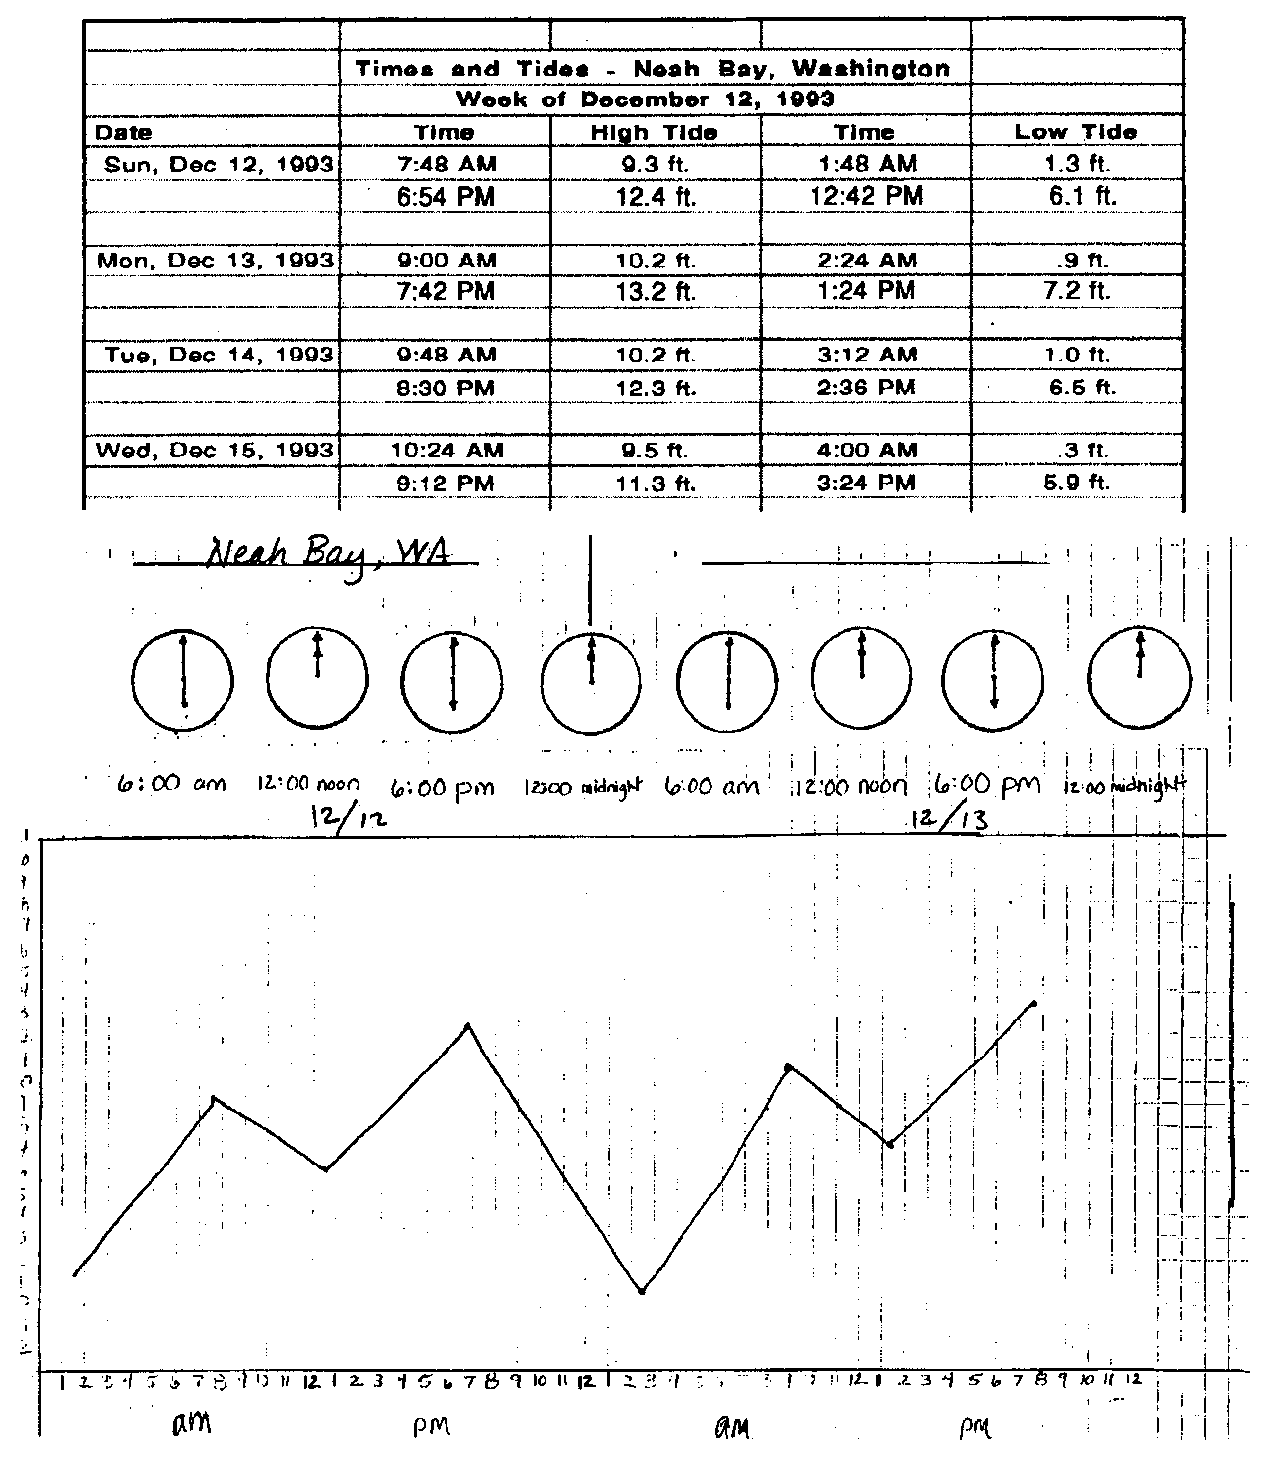 Times and Tides - Neah Bay, Washington
Week of December 12, 1993
Date Time High Tide Time Low Tide
Sun, Dec 12, 1993 7:48 AM 9.3 ft. 1:48 AM 1.3 ft.
6:54 PM 12.4 ft. 12:42 PM 6.1 ft.
Mon, Dec 13, 1993 9:00 AM 10.2 ft. 2:24 AM .9 ft.
7:42 PM 13.2 ft. 1:24 PM 7.2 ft.
Tue, Dec 14, 1993 9:48 AM 10.2 ft. 3:12 AM 1.0 ft.
8:30 PM 12.3 ft. 2:36 PM 6.5 ft.
Wed, Dec 15, 1993 10:24 AM 9.5 ft. 4:00 AM .3 ft.
9:12 PM 11.3 ft. 3:24 PM 5.9 ft.
Neah Bay, WA
6:00 am 12:00 noon 6:00 pm 12:00 midnight 6:00 am 12:00 noon 6:00 pm 12:00 midnight
12/12 12/13
1 2 3 4 5 6 7 8 9 10 11 12 1 2 3 4 5 6 7 8 9 10 11 12 1 2 3 4 11 12 1 2 3 4 5 6 7 8 9 10 11 12
am pm am pm